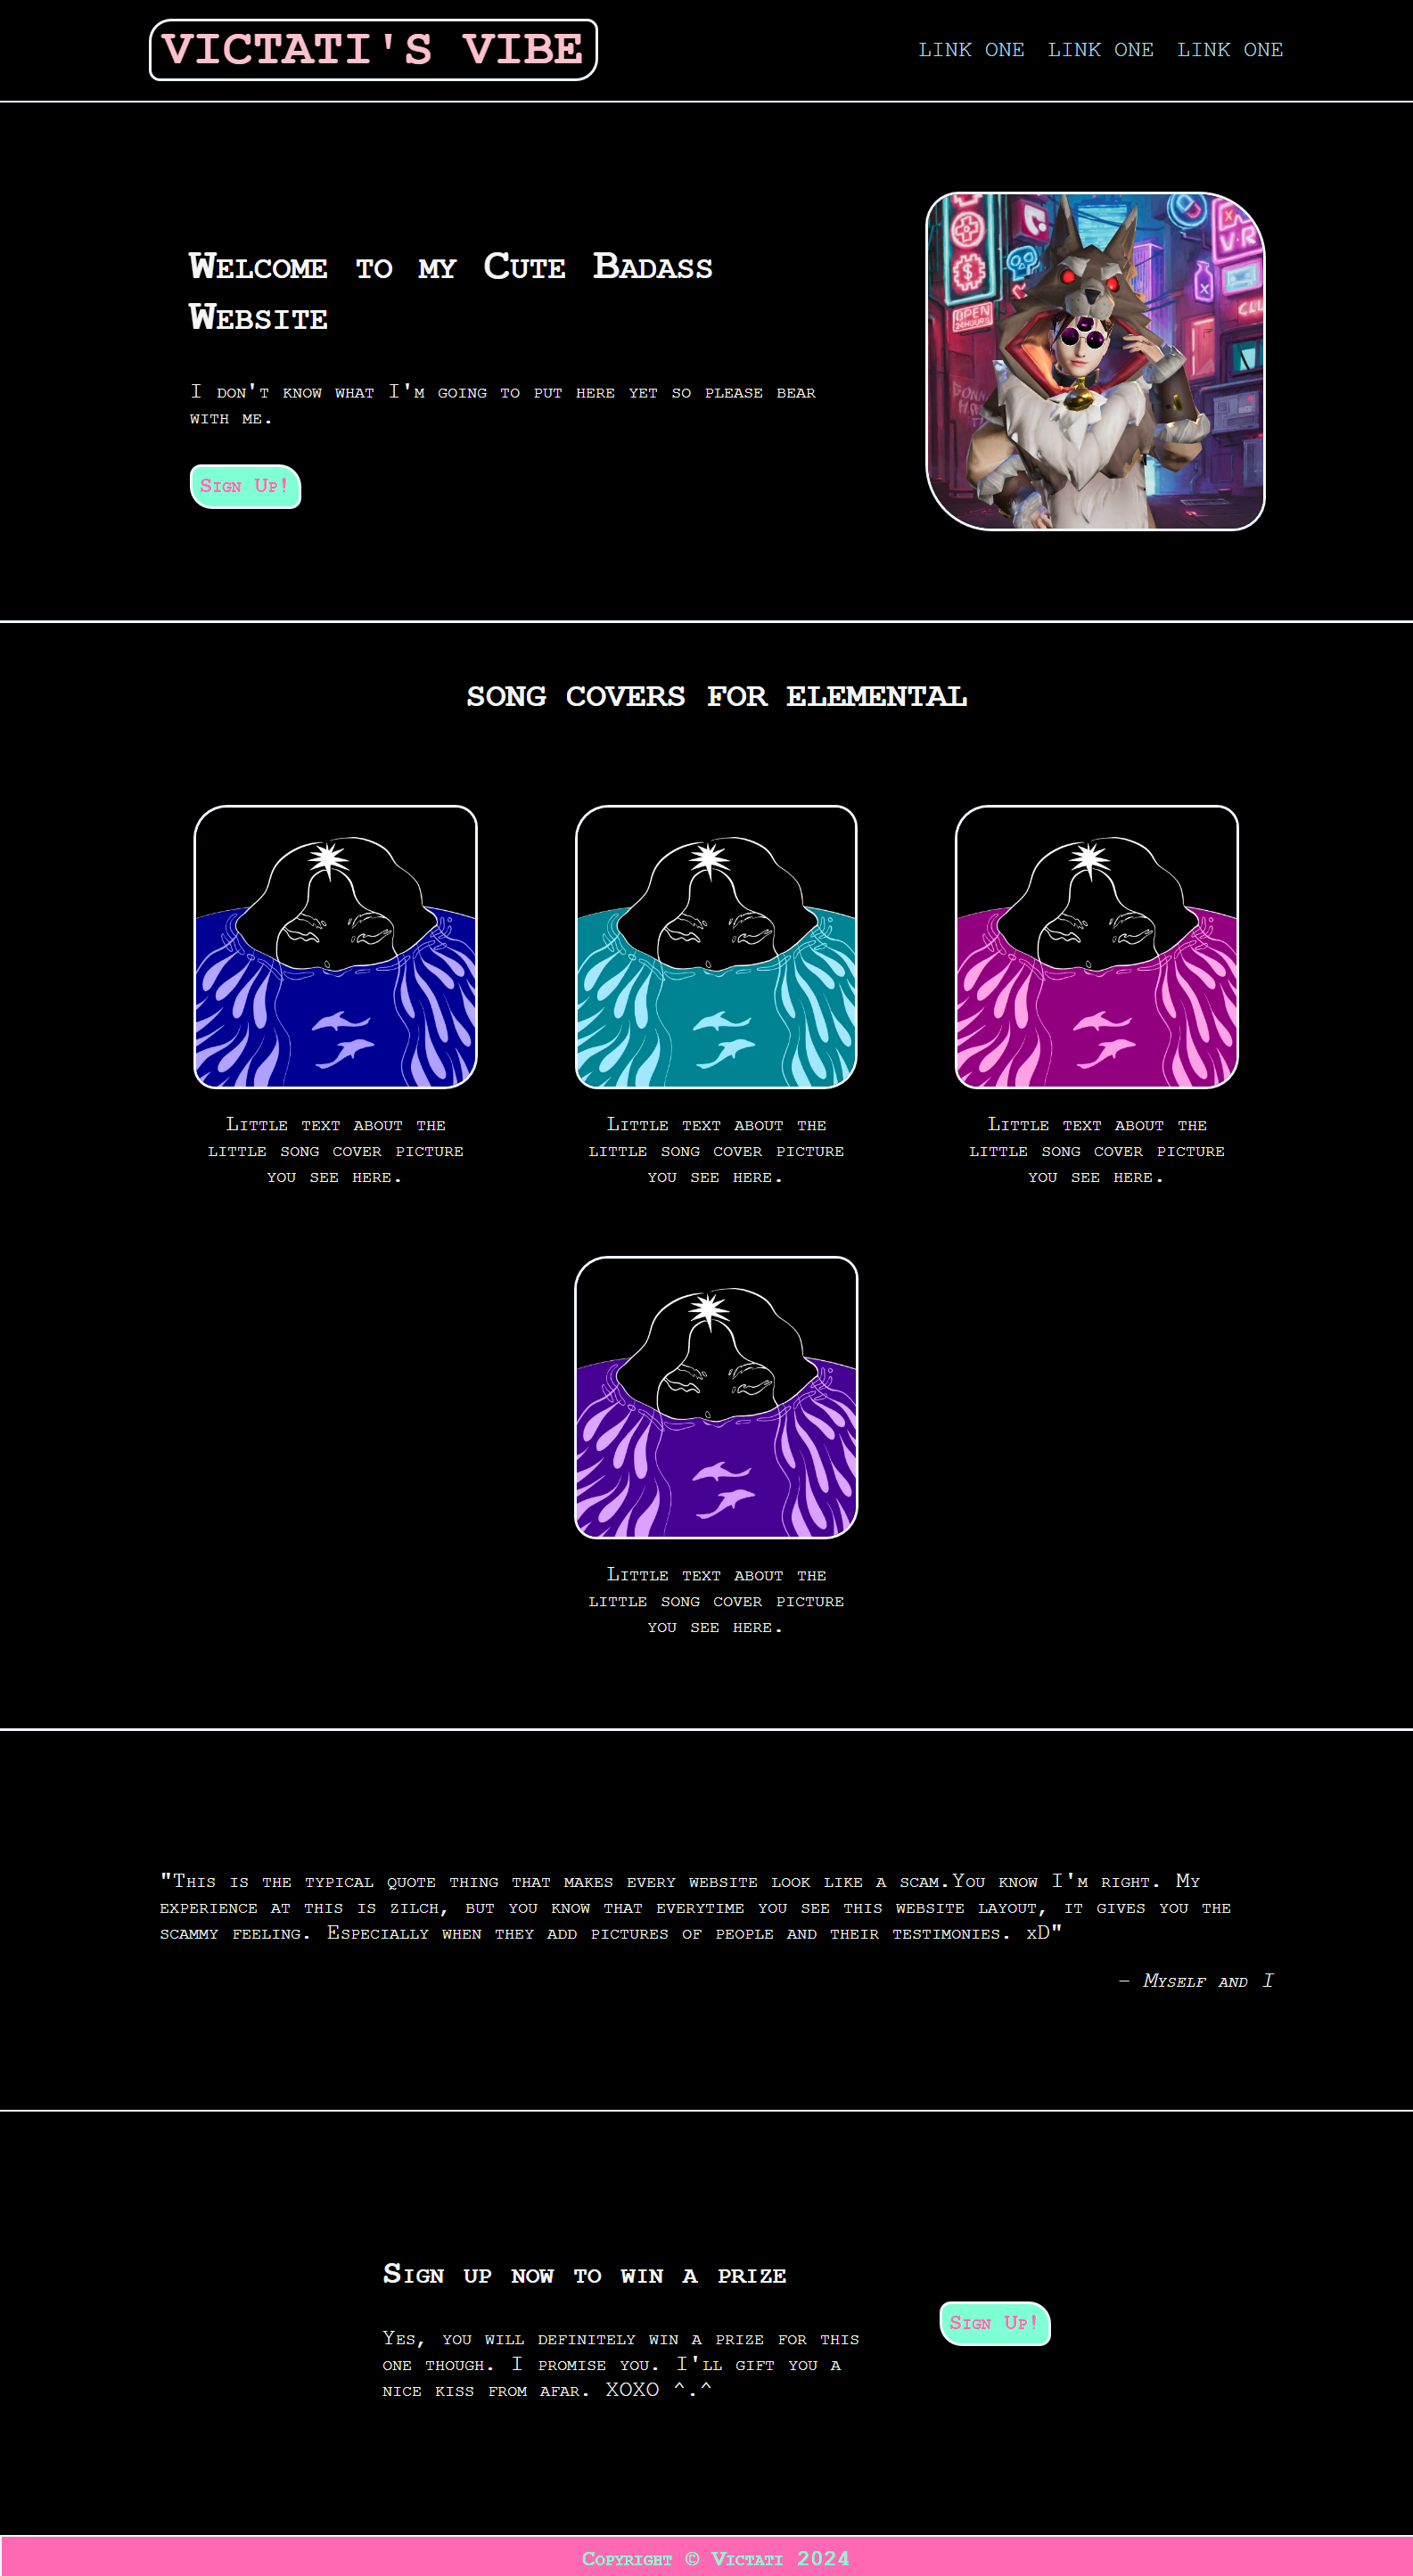 VICTATI'S VIBE
LINK ONE LINK ONE LINK ONE
Welcome to my Cute Badass
Website
I don't know what I'm going to put here yet so please bear
with me.
Sign Up!
OPEN
24HOURS
V.R
CLU
SONG COVERS FOR ELEMENTAL
Little text about the
little song cover picture
you see here.
Little text about the
little song cover picture
you see here.
Little text about the
little song cover picture
you see here.
Little text about the
little song cover picture
you see here.
"This is the typical quote thing that makes every website look like a scam.You know I'm right. My
experience at this is zilch, but you know that everytime you see this website layout, it gives you the
scammy feeling. Especially when they add pictures of people and their testimonies. xD"
- Myself and I
Sign up now to win a prize
Yes, you will definitely win a prize for this
one though. I promise you. I'll gift you a
nice kiss from afar. XOXO ^.^
Sign Up!
Copyright © Victati 2024